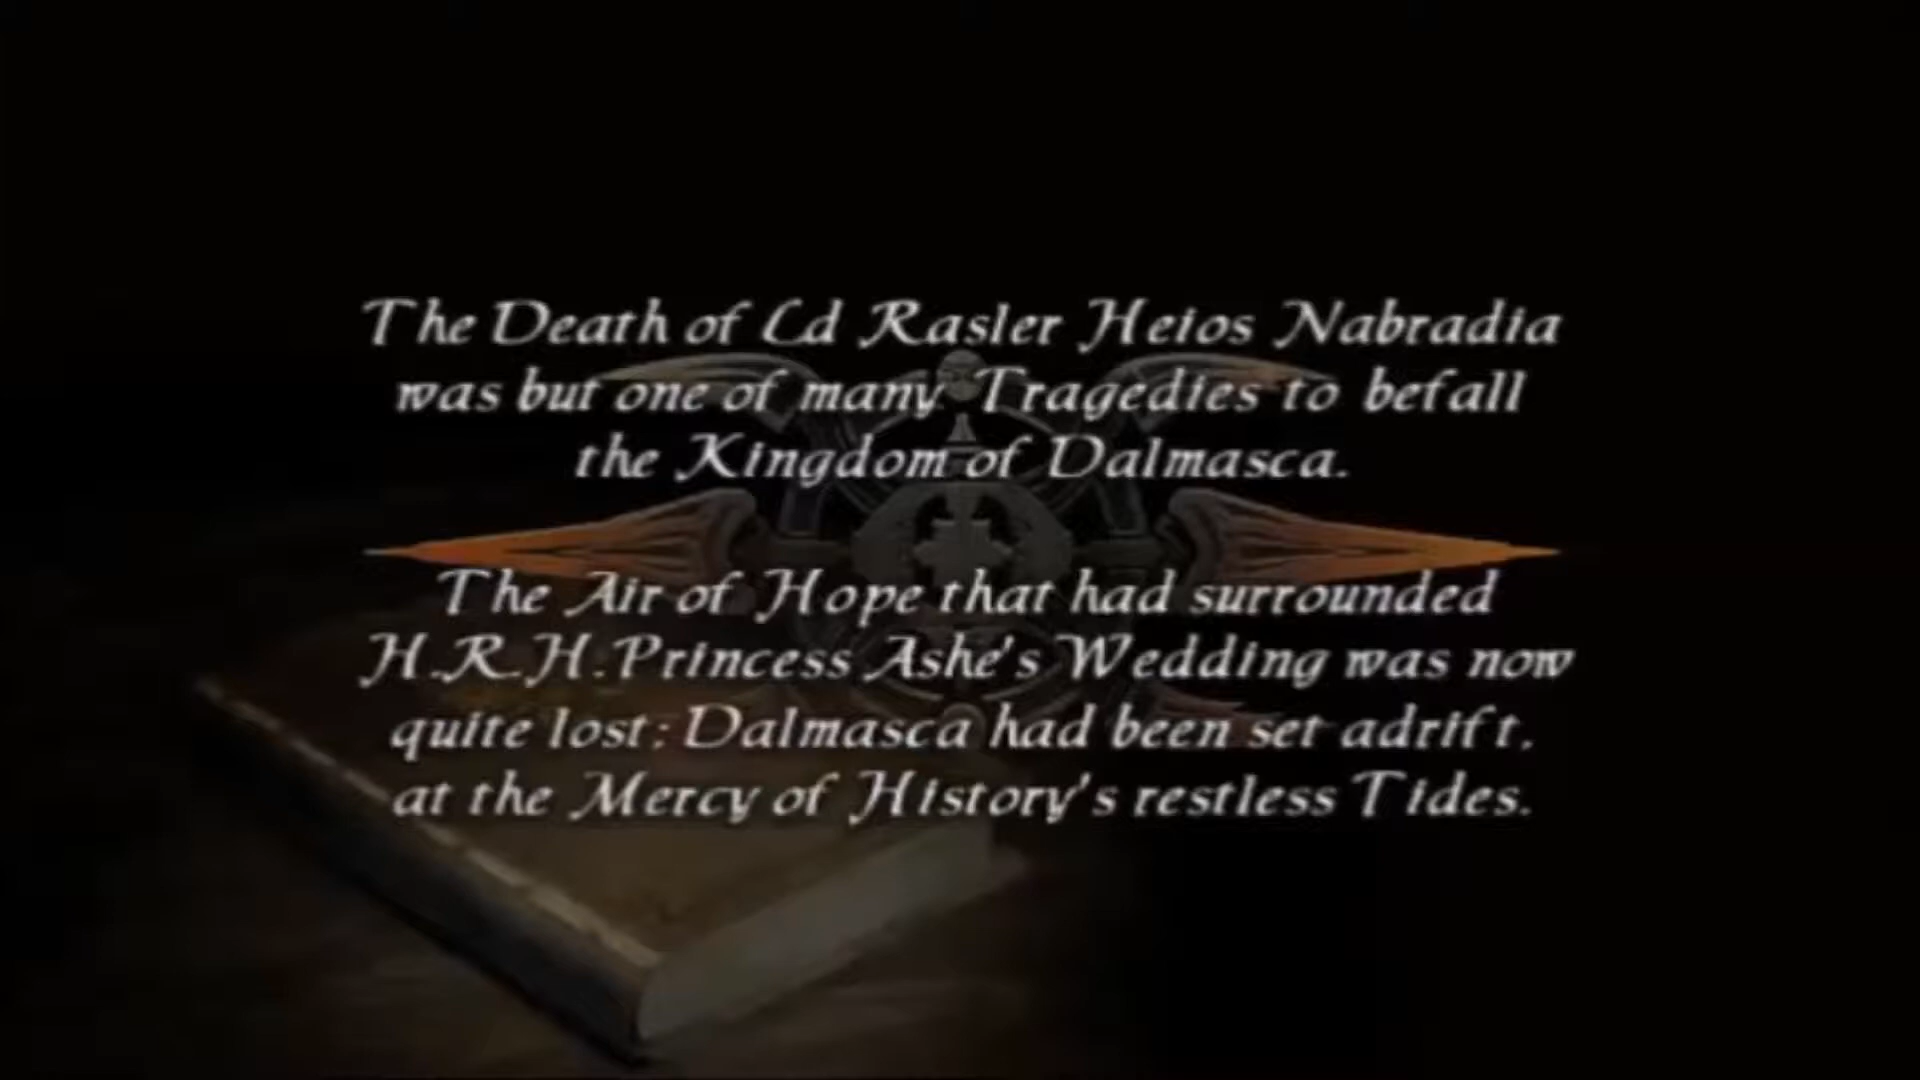 The Death of Ld Rasler Heios Nabradia
was but one of many Tragedies to befall
the Kingdom of Dalmasca.
The Air of Hope that had surrounded
H.R.H.Princess Ashe's Wedding was now
quite lost; Dalmasca had been set adrift,
at the Mercy of History's restless Tides.